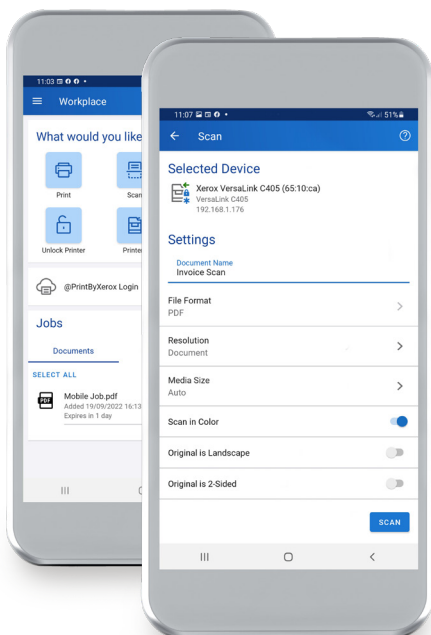 11:03
Workplace
What would you like
Print
Scan
Unlock Printer
Printer
@PrintByXerox Login
Jobs
Documents
SELECT ALL
PDF
Mobile Job.pdf
Added 19/09/2022 16:13
Expires in 1 day
11:07
51%
Scan
Selected Device
Xerox VersaLink C405 (65:10:ca)
VersaLink C405
192.168.1.176
Settings
Document Name
Invoice Scan
File Format
PDF
Resolution
Document
Media Size
Auto
Scan in Color
Original is Landscape
Original is 2-Sided
SCAN